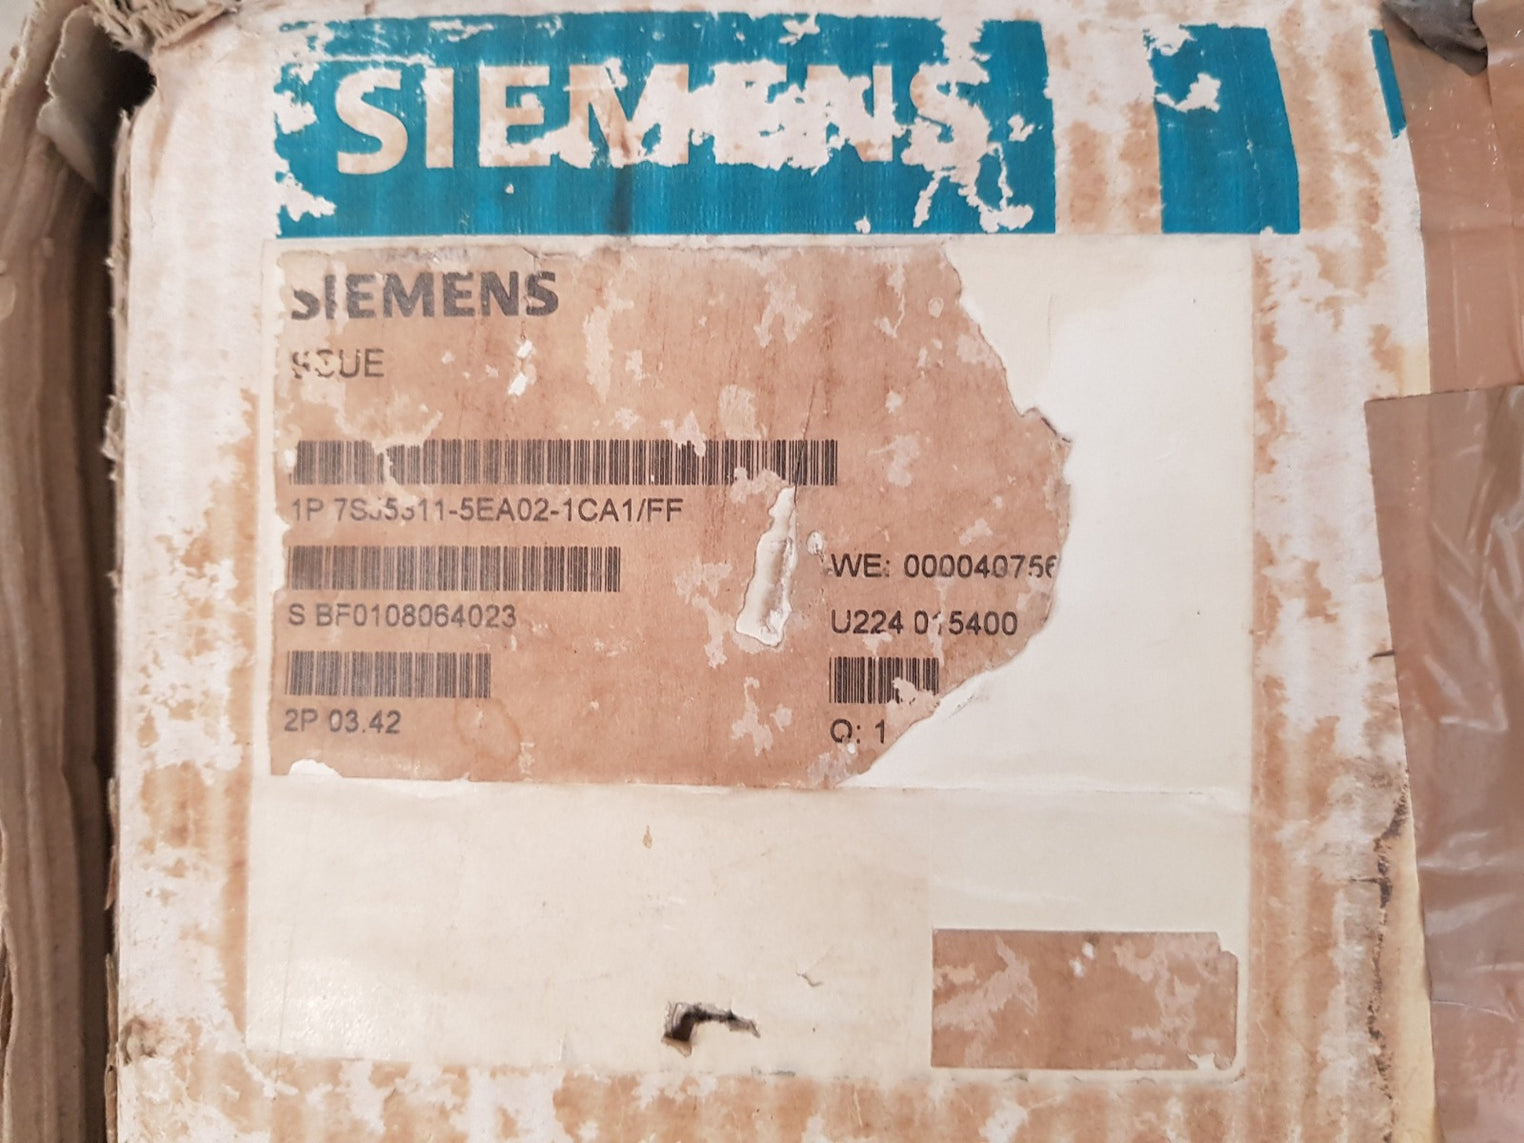 SIEMENS
SIEMENS
1P 7SJ5311-5EA02-1CA1/FF
S BF0108064023
2P 03.42
WE: 000040756
U224 015400
Q: 1